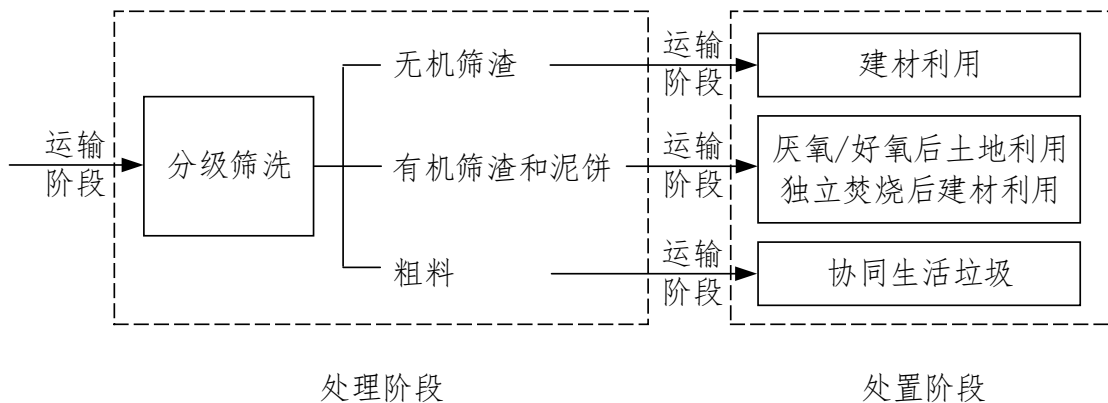 运输
阶段
分级筛洗
无机筛渣
有机筛渣和泥饼
粗料
运输
阶段
运输
阶段
运输
阶段
建材利用
厌氧/好氧后土地利用
独立焚烧后建材利用
协同生活垃圾
处理阶段
处置阶段